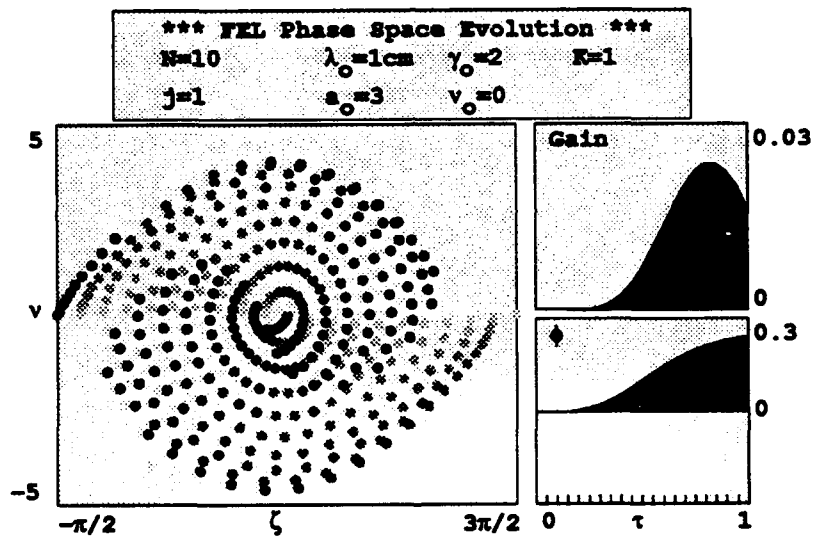 *** FEL Phase Space Evolution ***
N=10 λo=1cm γo=2 K=1
j=1 ao=3 νo=0
5
ν
-5
-π/2 ζ 3π/2
Gain
0.03
0
ϕ
0.3
0
0 τ 1